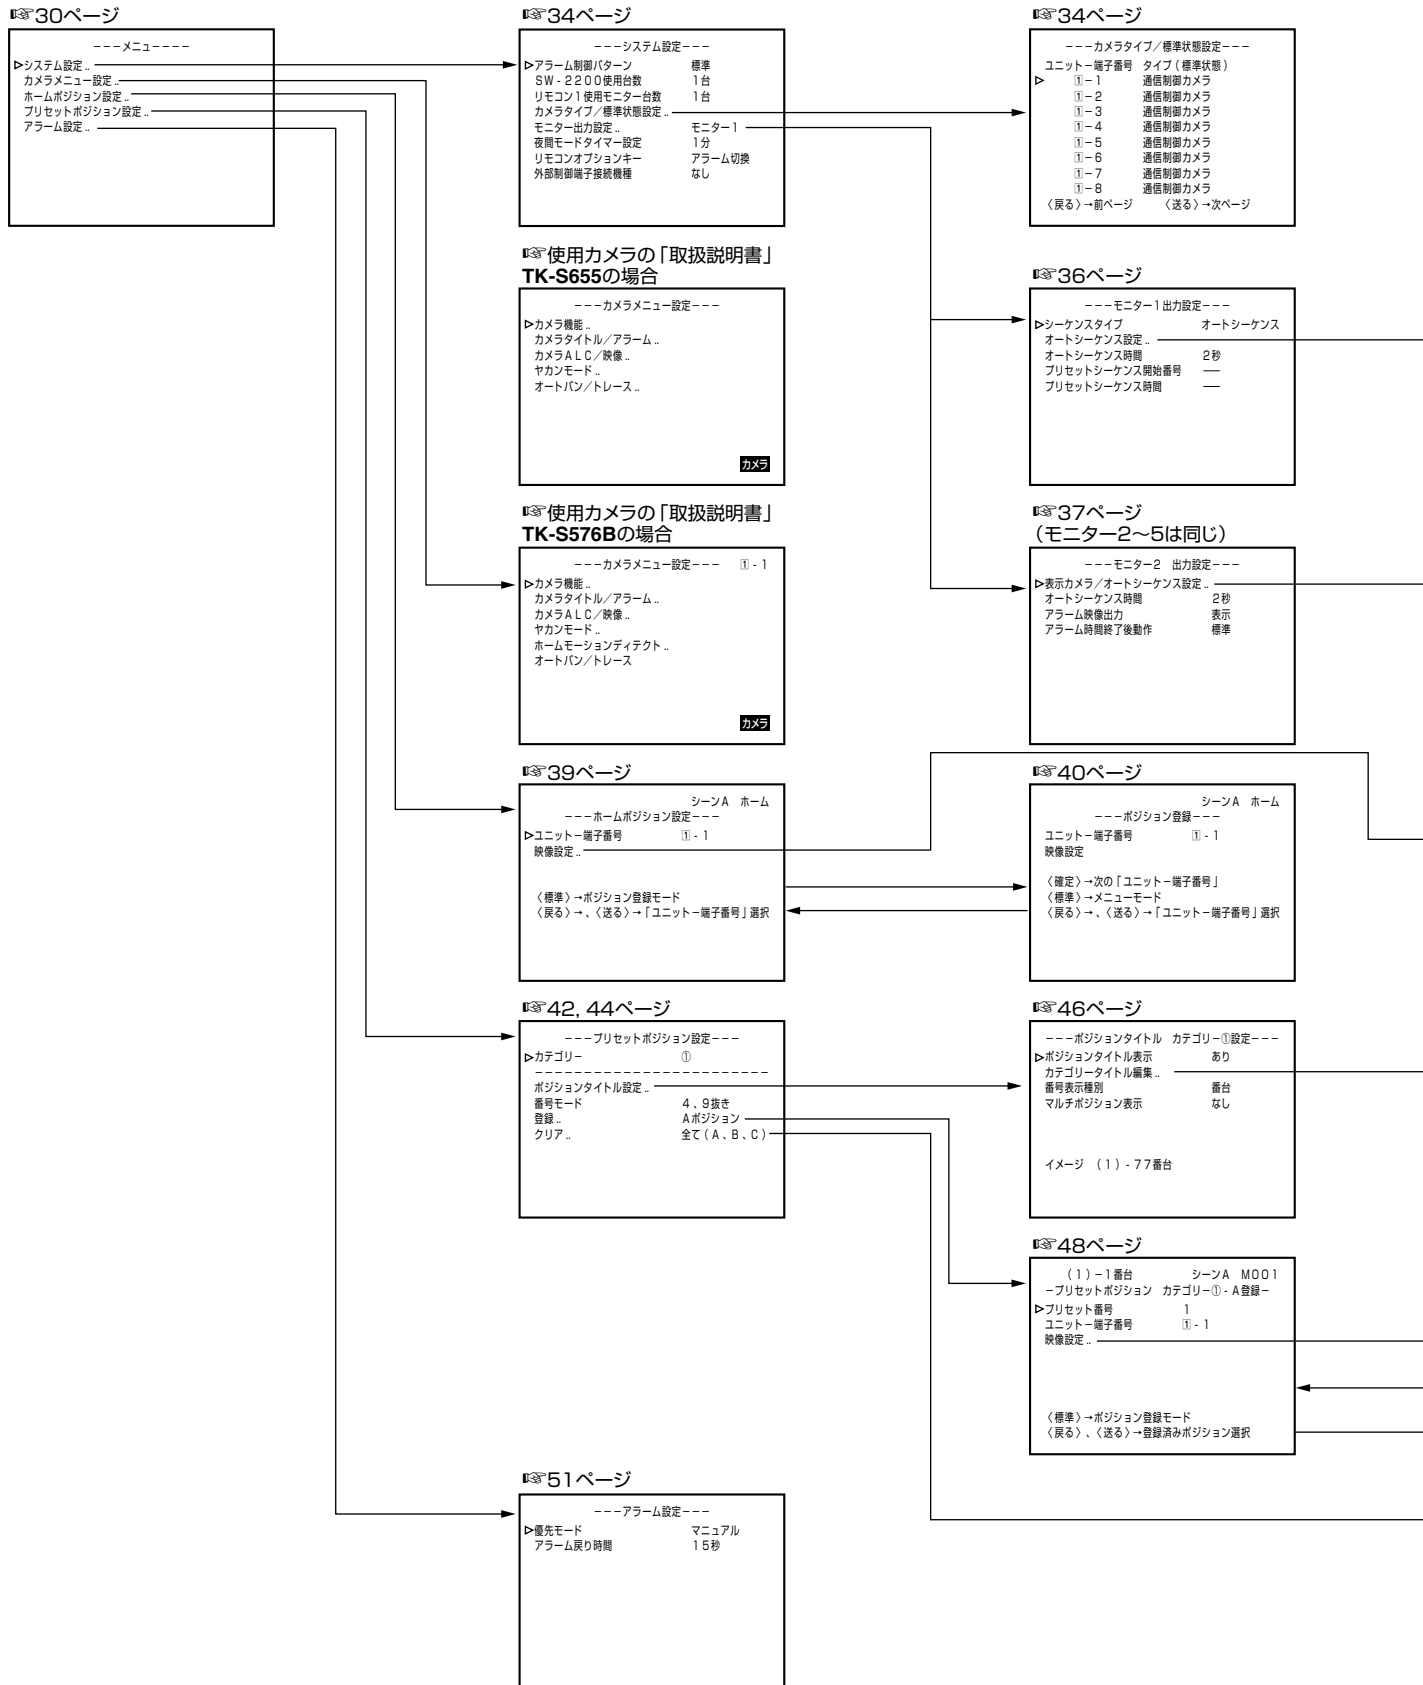 ☞30ページ
---メニュー----
▷システム設定‥
カメラメニュー設定‥
ホームポジション設定‥
プリセットポジション設定‥
アラーム設定‥
☞34ページ
---システム設定---
▷アラーム制御パターン 標準
SW-2200使用台数 1台
リモコン1使用モニター台数 1台
カメラタイプ/標準状態設定‥
モニター出力設定‥ モニター1
夜間モードタイマー設定 1分
リモコンオプションキー アラーム切換
外部制御端子接続機種 なし
☞34ページ
---カメラタイプ/標準状態設定---
ユニット-端子番号 タイプ(標準状態)
▷ 1-1 通信制御カメラ
1-2 通信制御カメラ
1-3 通信制御カメラ
1-4 通信制御カメラ
1-5 通信制御カメラ
1-6 通信制御カメラ
1-7 通信制御カメラ
1-8 通信制御カメラ
〈戻る〉→前ページ 〈送る〉→次ページ
☞使用カメラの「取扱説明書」
TK-S655の場合
---カメラメニュー設定---
▷カメラ機能‥
カメラタイトル/アラーム‥
カメラALC/映像‥
ヤカンモード‥
オートパン/トレース‥
カメラ
☞36ページ
---モニター1出力設定---
▷シーケンスタイプ オートシーケンス
オートシーケンス設定‥
オートシーケンス時間 2秒
プリセットシーケンス開始番号 ──
プリセットシーケンス時間 ──
☞使用カメラの「取扱説明書」
TK-S576Bの場合
---カメラメニュー設定--- 1-1
▷カメラ機能‥
カメラタイトル/アラーム‥
カメラALC/映像‥
ヤカンモード‥
ホームモーションディテクト‥
オートパン/トレース
カメラ
☞37ページ
(モニター2〜5は同じ)
---モニター2 出力設定---
▷表示カメラ/オートシーケンス設定‥
オートシーケンス時間 2秒
アラーム映像出力 表示
アラーム時間終了後動作 標準
☞39ページ
シーンA ホーム
---ホームポジション設定---
▷ユニット-端子番号 1-1
映像設定‥
〈標準〉→ポジション登録モード
〈戻る〉→、〈送る〉→「ユニット-端子番号」選択
☞40ページ
シーンA ホーム
---ポジション登録---
ユニット-端子番号 1-1
映像設定
〈確定〉→次の「ユニット-端子番号」
〈標準〉→メニューモード
〈戻る〉→、〈送る〉→「ユニット-端子番号」選択
☞42, 44ページ
---プリセットポジション設定---
▷カテゴリー ①
------------------------
ポジションタイトル設定‥
番号モード 4、9抜き
登録‥ Aポジション
クリア‥ 全て(A、B、C)
☞46ページ
---ポジションタイトル カテゴリー①設定---
▷ポジションタイトル表示 あり
カテゴリータイトル編集‥
番号表示種別 番台
マルチポジション表示 なし
イメージ (1)-77番台
☞48ページ
(1)-1番台 シーンA M001
-プリセットポジション カテゴリー①-A登録-
▷プリセット番号 1
ユニット-端子番号 1-1
映像設定‥
〈標準〉→ポジション登録モード
〈戻る〉、〈送る〉→登録済みポジション選択
☞51ページ
---アラーム設定---
▷優先モード マニュアル
アラーム戻り時間 15秒